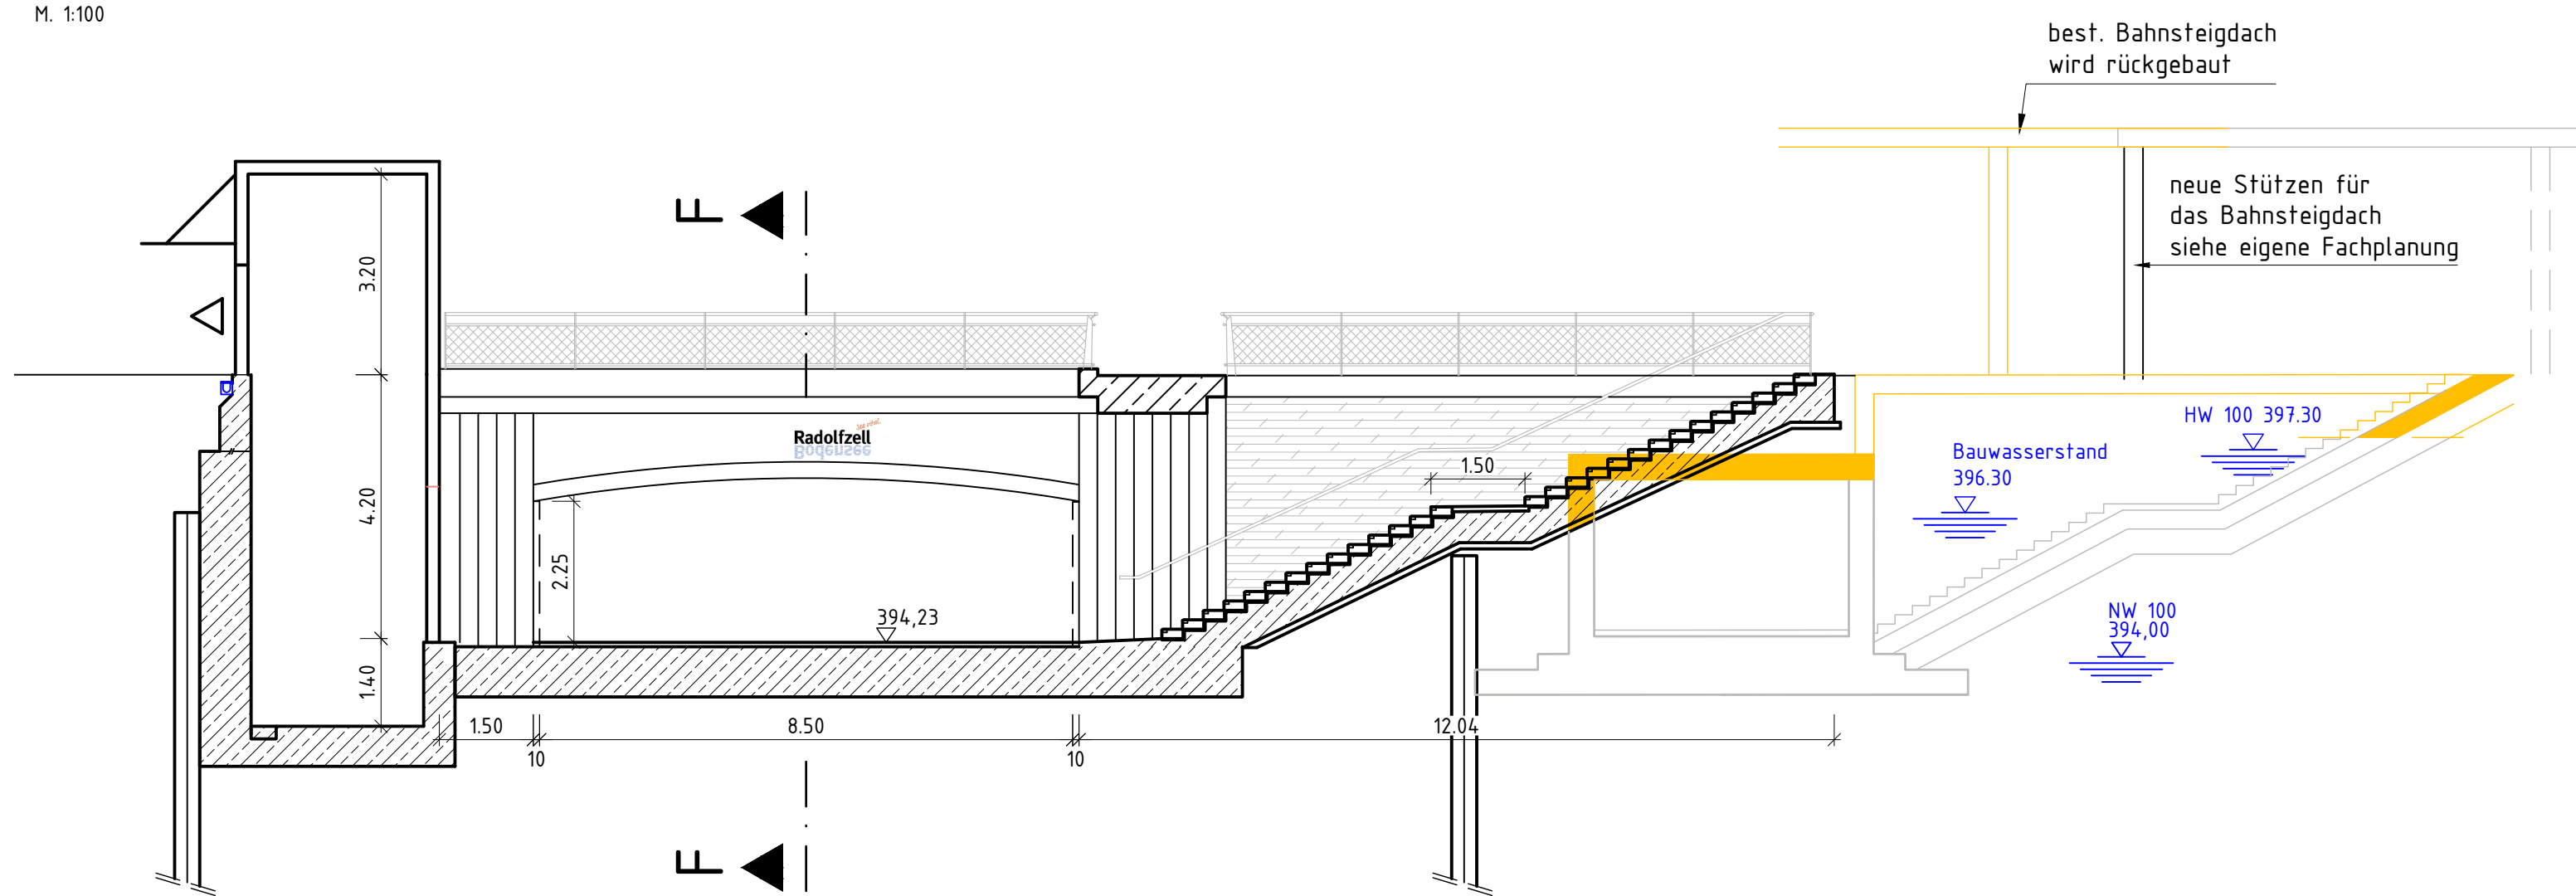 M. 1:100
best. Bahnsteigdach
wird rückgebaut
neue Stützen für
das Bahnsteigdach
siehe eigene Fachplanung
F
3.20
HW 100 397.30
Radolfzell
Bodensee
Bauwasserstand
396.30
1.50
4.20
2.25
394,23
NW 100
394,00
1.40
1.50
8.50
12.04
10
10
F